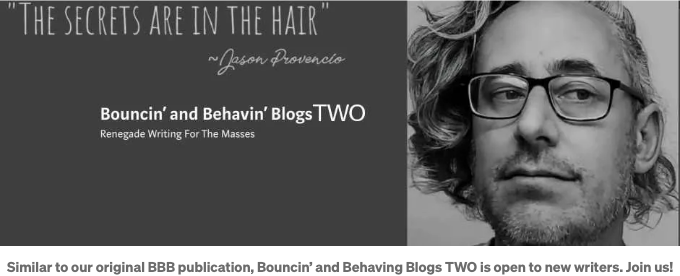 "THE SECRETS ARE IN THE HAIR"
~Jason Provencio
Bouncin' and Behavin' Blogs TWO
Renegade Writing For The Masses
Similar to our original BBB publication, Bouncin' and Behaving Blogs TWO is open to new writers. Join us!